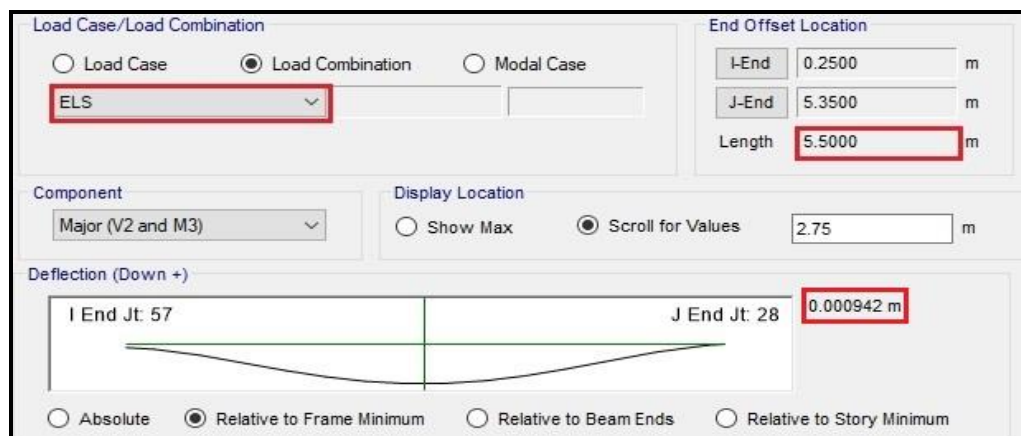 Load Case/Load Combination
Load Case Load Combination Modal Case
ELS
End Offset Location
I-End 0.2500 m
J-End 5.3500 m
Length 5.5000 m
Component
Major (V2 and M3)
Display Location
Show Max Scroll for Values 2.75 m
Deflection (Down +)
I End Jt: 57 J End Jt: 28 0.000942 m
Absolute Relative to Frame Minimum Relative to Beam Ends Relative to Story Minimum